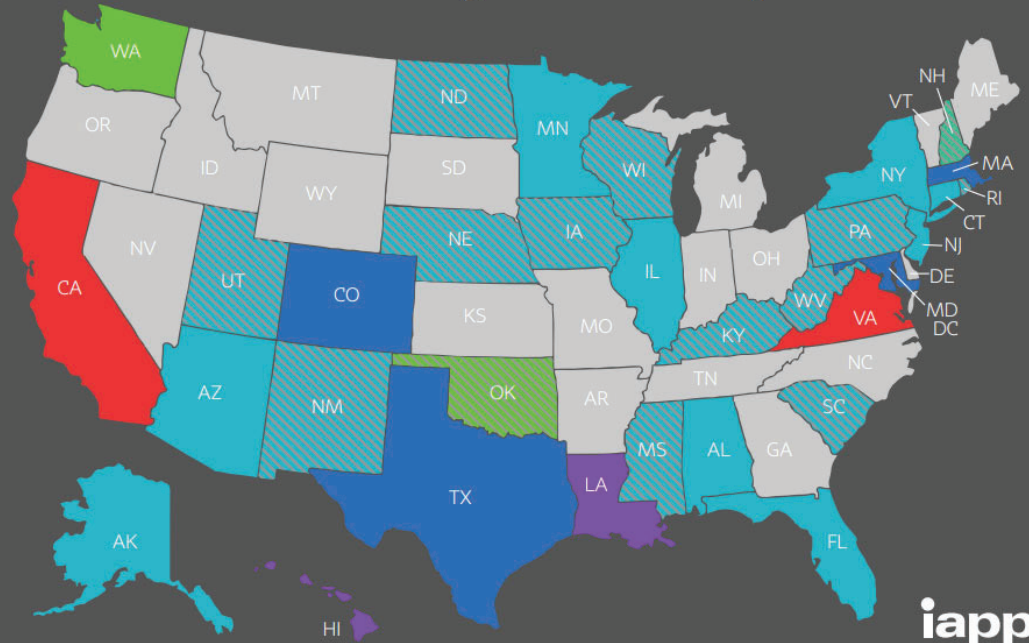 WA
MT
ND
MN
OR
ID
SD
WI
WY
MI
NH
VT
ME
NY
MA
RI
CT
NV
UT
CO
NE
IA
IL
IN
OH
PA
NJ
DE
MD
DC
CA
KS
MO
KY
WV
VA
AZ
NM
OK
AR
TN
NC
SC
TX
LA
MS
AL
GA
FL
AK
HI
iapp